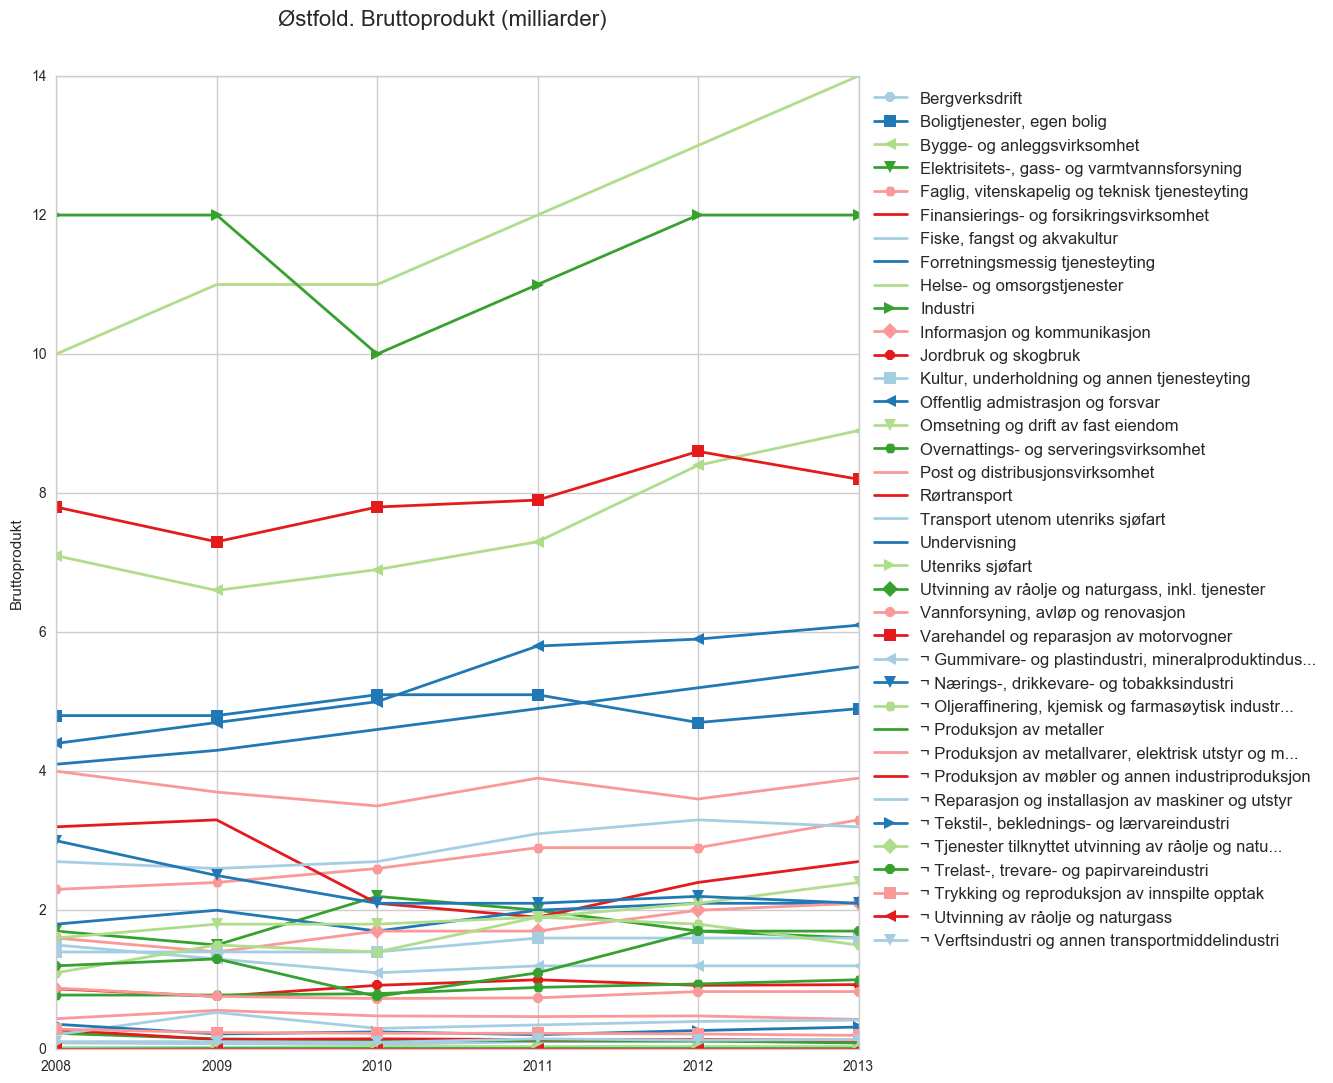 Østfold. Bruttoprodukt (milliarder)
14
12
10
8
6
4
2
0
Bruttoprodukt
2008 2009 2010 2011 2012 2013
Bergverksdrift
Boligtjenester, egen bolig
Bygge- og anleggsvirksomhet
Elektrisitets-, gass- og varmtvannsforsyning
Faglig, vitenskapelig og teknisk tjenesteyting
Finansierings- og forsikringsvirksomhet
Fiske, fangst og akvakultur
Forretningsmessig tjenesteyting
Helse- og omsorgstjenester
Industri
Informasjon og kommunikasjon
Jordbruk og skogbruk
Kultur, underholdning og annen tjenesteyting
Offentlig admistrasjon og forsvar
Omsetning og drift av fast eiendom
Overnattings- og serveringsvirksomhet
Post og distribusjonsvirksomhet
Rørtransport
Transport utenom utenriks sjøfart
Undervisning
Utenriks sjøfart
Utvinning av råolje og naturgass, inkl. tjenester
Vannforsyning, avløp og renovasjon
Varehandel og reparasjon av motorvogner
¬ Gummivare- og plastindustri, mineralproduktindus...
¬ Nærings-, drikkevare- og tobakksindustri
¬ Oljeraffinering, kjemisk og farmasøytisk industr...
¬ Produksjon av metaller
¬ Produksjon av metallvarer, elektrisk utstyr og m...
¬ Produksjon av møbler og annen industriproduksjon
¬ Reparasjon og installasjon av maskiner og utstyr
¬ Tekstil-, beklednings- og lærvareindustri
¬ Tjenester tilknyttet utvinning av råolje og natu...
¬ Trelast-, trevare- og papirvareindustri
¬ Trykking og reproduksjon av innspilte opptak
¬ Utvinning av råolje og naturgass
¬ Verftsindustri og annen transportmiddelindustri